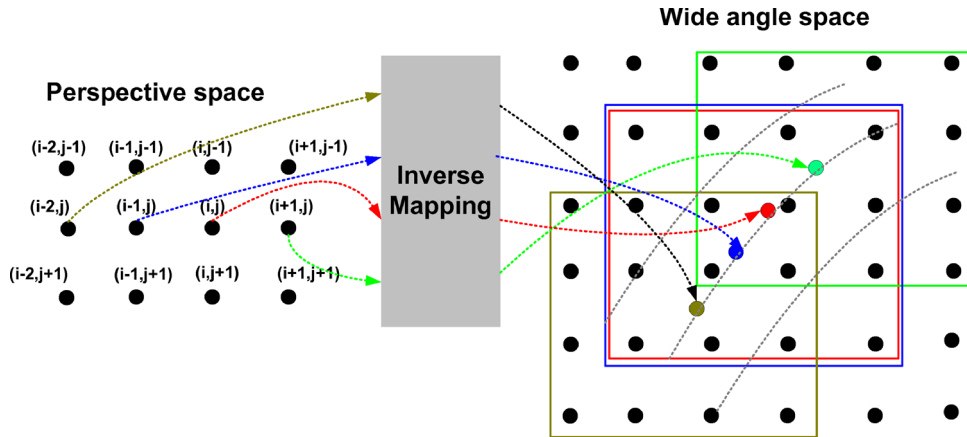 Wide angle space
Perspective space
(i-2,j-1) (i-1,j-1) (i,j-1) (i+1,j-1)
Inverse
Mapping
(i-2,j) (i-1,j) (i,j) (i+1,j)
(i-2,j+1) (i-1,j+1) (i,j+1) (i+1,j+1)